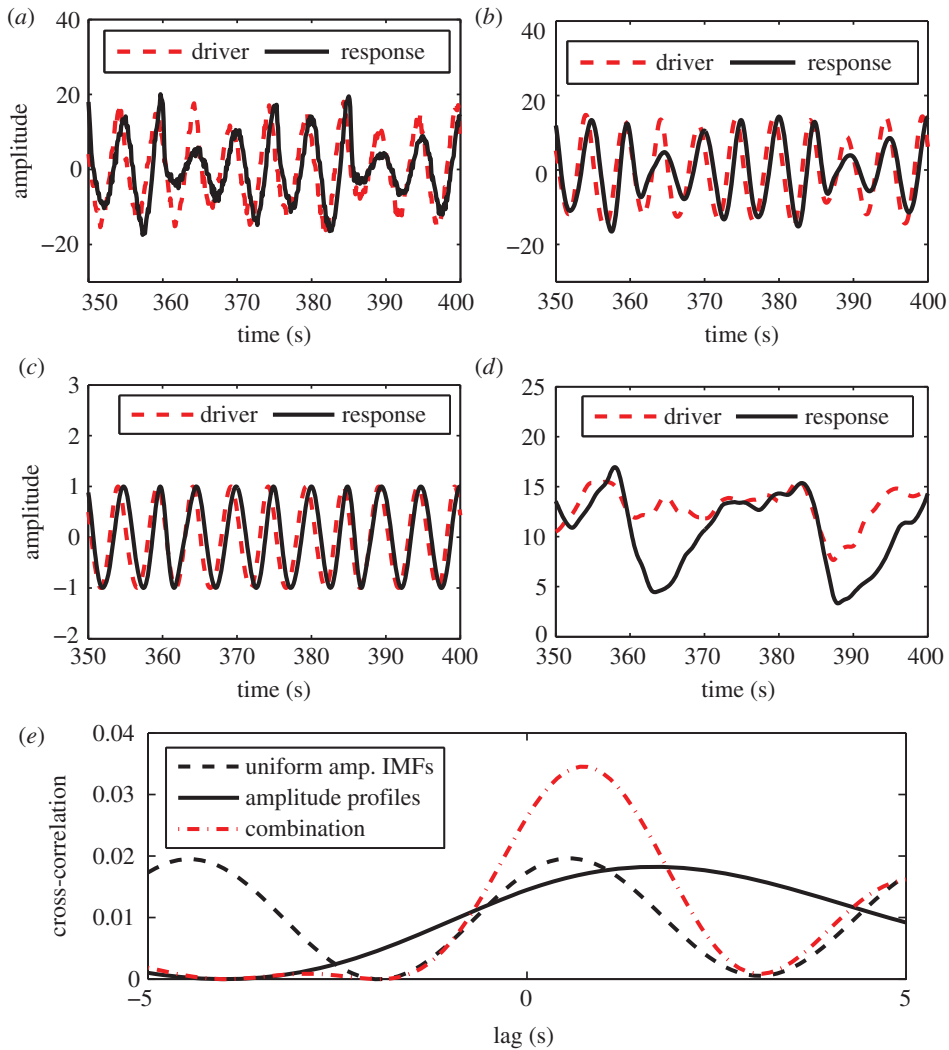 (a)
40
20
0
−20
amplitude
driver response
350 360 370 380 390 400
time (s)
(b)
40
20
0
−20
driver response
350 360 370 380 390 400
time (s)
(c)
3
2
1
0
−1
−2
amplitude
driver response
350 360 370 380 390 400
time (s)
(d)
25
20
15
10
5
0
driver response
350 360 370 380 390 400
time (s)
(e)
0.04
0.03
0.02
0.01
0
cross-correlation
uniform amp. IMFs
amplitude profiles
combination
−5 0 5
lag (s)